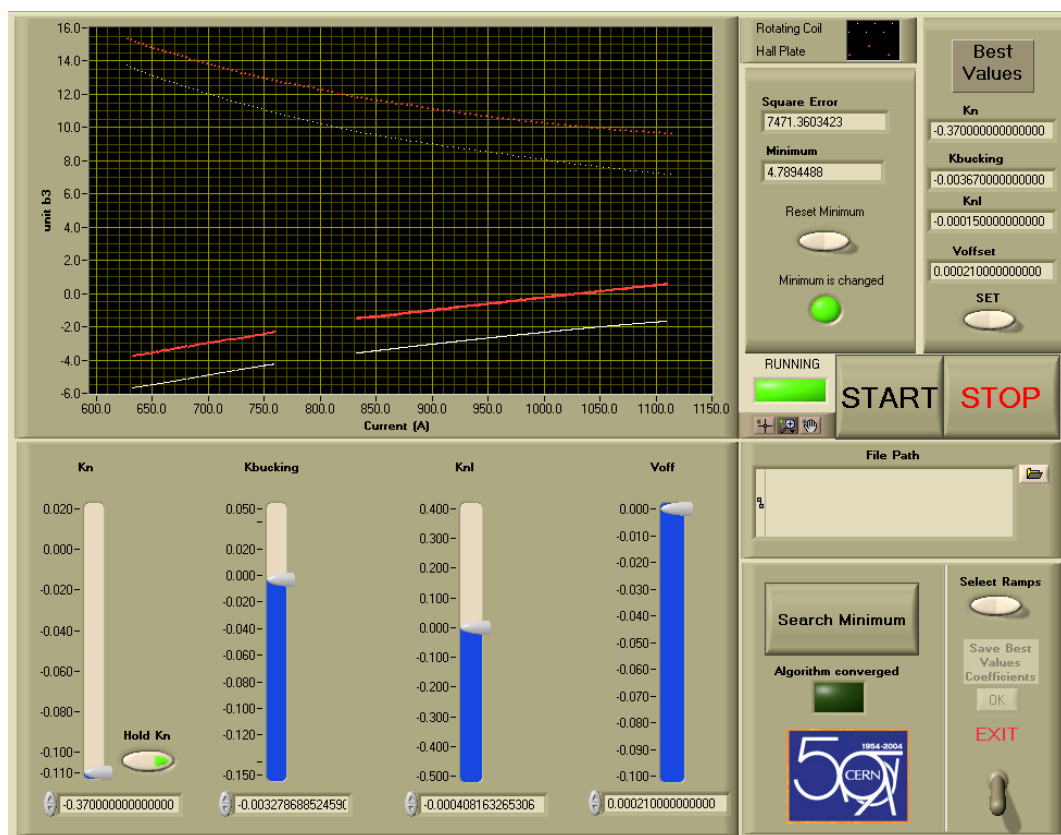 16.0
14.0
12.0
10.0
8.0
6.0
4.0
2.0
0.0
-2.0
-4.0
-6.0
unit b3
600.0 650.0 700.0 750.0 800.0 850.0 900.0 950.0 1000.0 1050.0 1100.0 1150.0
Current (A)
Rotating Coil
Hall Plate
Square Error
7471.3603423
Minimum
4.7894488
Reset Minimum
Minimum is changed
Best
Values
Kn
-0.370000000000000
Kbucking
-0.003670000000000
Knl
-0.000150000000000
Voffset
0.000210000000000
SET
RUNNING
START
STOP
Kn
0.020
0.000
-0.020
-0.040
-0.060
-0.080
-0.100
-0.110
Hold Kn
-0.370000000000000
Kbucking
0.050
0.020
0.000
-0.020
-0.040
-0.060
-0.080
-0.100
-0.120
-0.150
-0.00327868852459
Knl
0.400
0.300
0.200
0.100
0.000
-0.100
-0.200
-0.300
-0.400
-0.500
-0.000408163265306
Voff
0.000
-0.010
-0.020
-0.030
-0.040
-0.050
-0.060
-0.070
-0.080
-0.090
-0.100
0.000210000000000
File Path
Search Minimum
Algorithm converged
1954-2004
50
CERN
Select Ramps
Save Best
Values
Coefficients
OK
EXIT